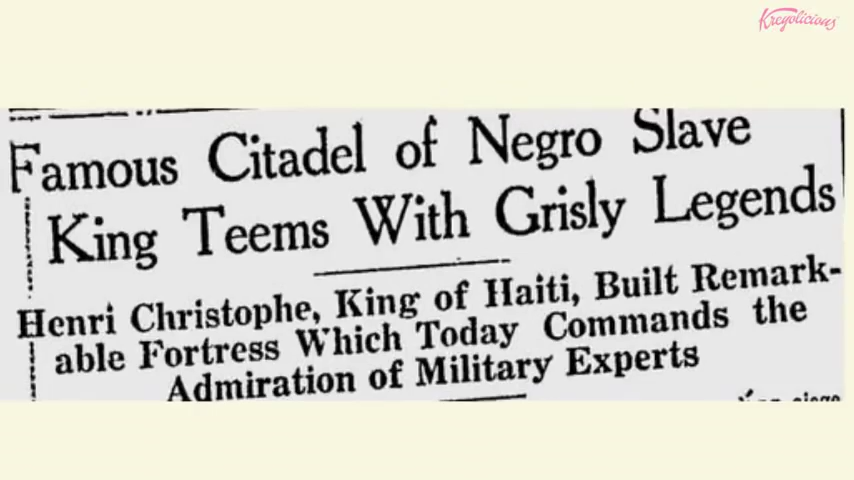 Kreyolicious
Famous Citadel of Negro Slave
King Teems With Grisly Legends
Henri Christophe, King of Haiti, Built Remark-
able Fortress Which Today Commands the
Admiration of Military Experts